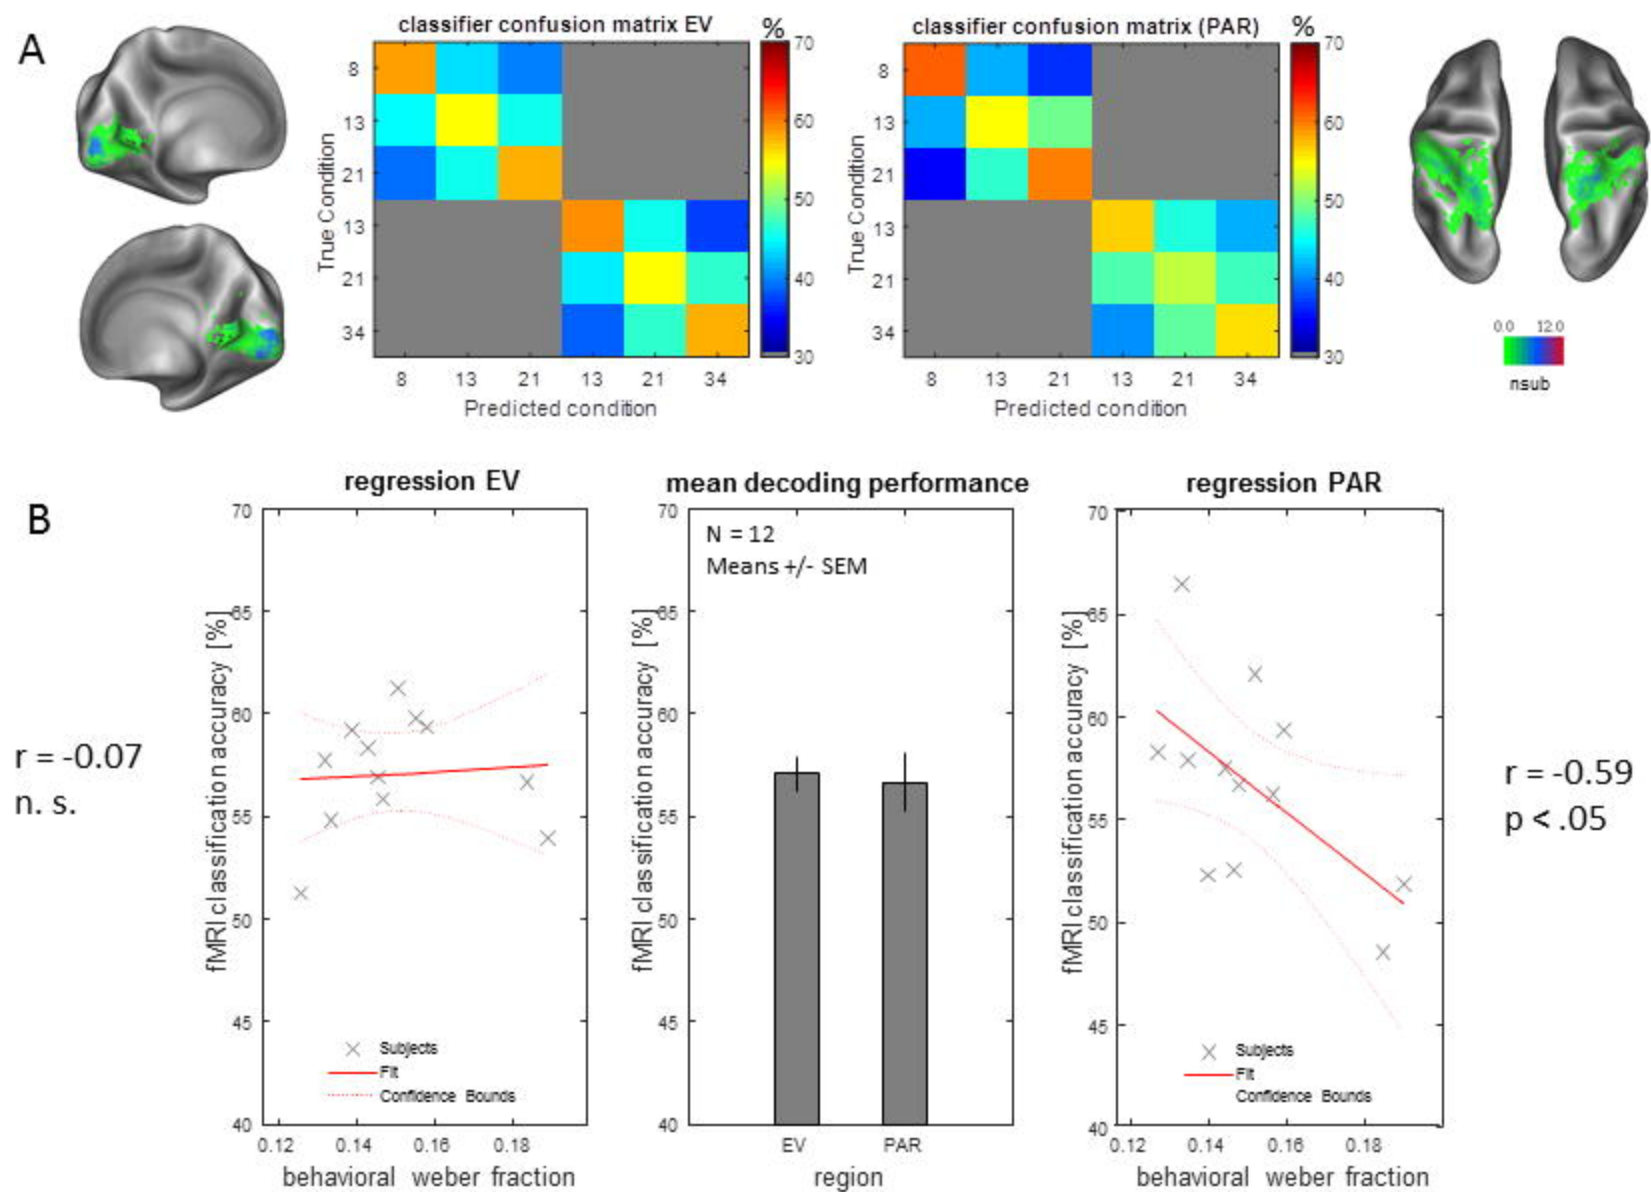 A
classifier confusion matrix EV
%
70
60
50
40
30
True Condition
8
13
21
13
21
34
8 13 21 13 21 34
Predicted condition
classifier confusion matrix (PAR)
%
70
60
50
40
30
True Condition
8
13
21
13
21
34
8 13 21 13 21 34
Predicted condition
0.0 12.0
nsub
B
r = -0.07
n. s.
regression EV
fMRI classification accuracy [%]
70
65
60
55
50
45
40
Subjects
Fit
Confidence Bounds
0.12 0.14 0.16 0.18
behavioral weber fraction
mean decoding performance
N = 12
Means +/- SEM
fMRI classification accuracy [%]
70
65
60
55
50
45
40
EV PAR
region
regression PAR
fMRI classification accuracy [%]
70
65
60
55
50
45
40
Subjects
Fit
Confidence Bounds
0.12 0.14 0.16 0.18
behavioral weber fraction
r = -0.59
p < .05